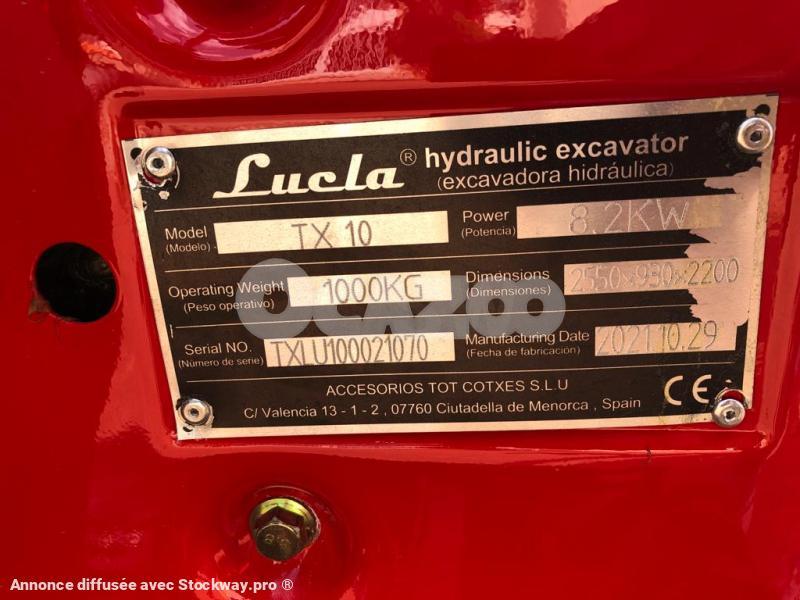 Lucla ® hydraulic excavator
(excavadora hidráulica)
Model TX 10 Power 8.2KW
(Modelo) (Potencia)
Operating Weight 1000KG Dimensions 2550x930x2200
(Peso operativo) (Dimensiones)
Serial NO. TXLU100021070 Manufacturing Date 2021 10.29
(Número de serie) (Fecha de fabricación)
ACCESORIOS TOT COTXES S.L.U
C/ Valencia 13 - 1 - 2 , 07760 Ciutadella de Menorca , Spain
CE
OCAZOO
8.8
Annonce diffusée avec Stockway.pro ®